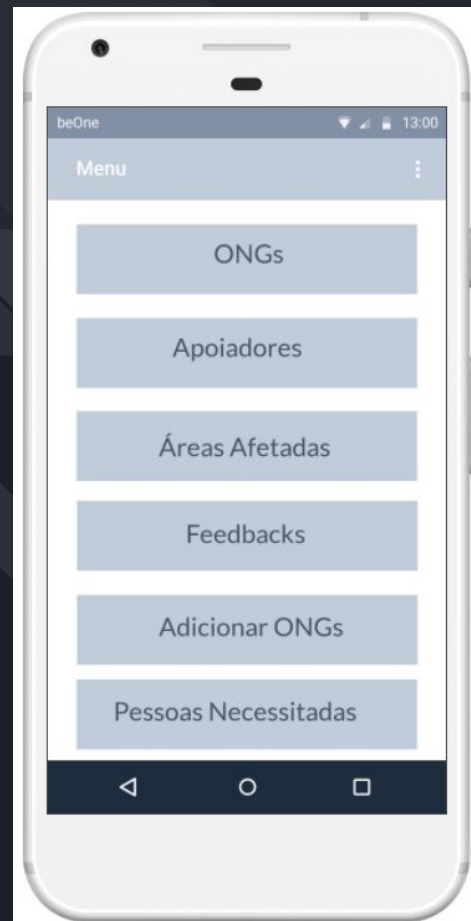 beOne 13:00
Menu
ONGs
Apoiadores
Áreas Afetadas
Feedbacks
Adicionar ONGs
Pessoas Necessitadas